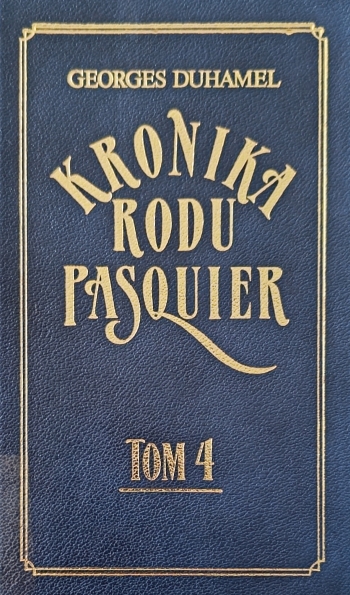 GEORGES DUHAMEL
KRONIKA
RODU
PASQUIER
TOM 4